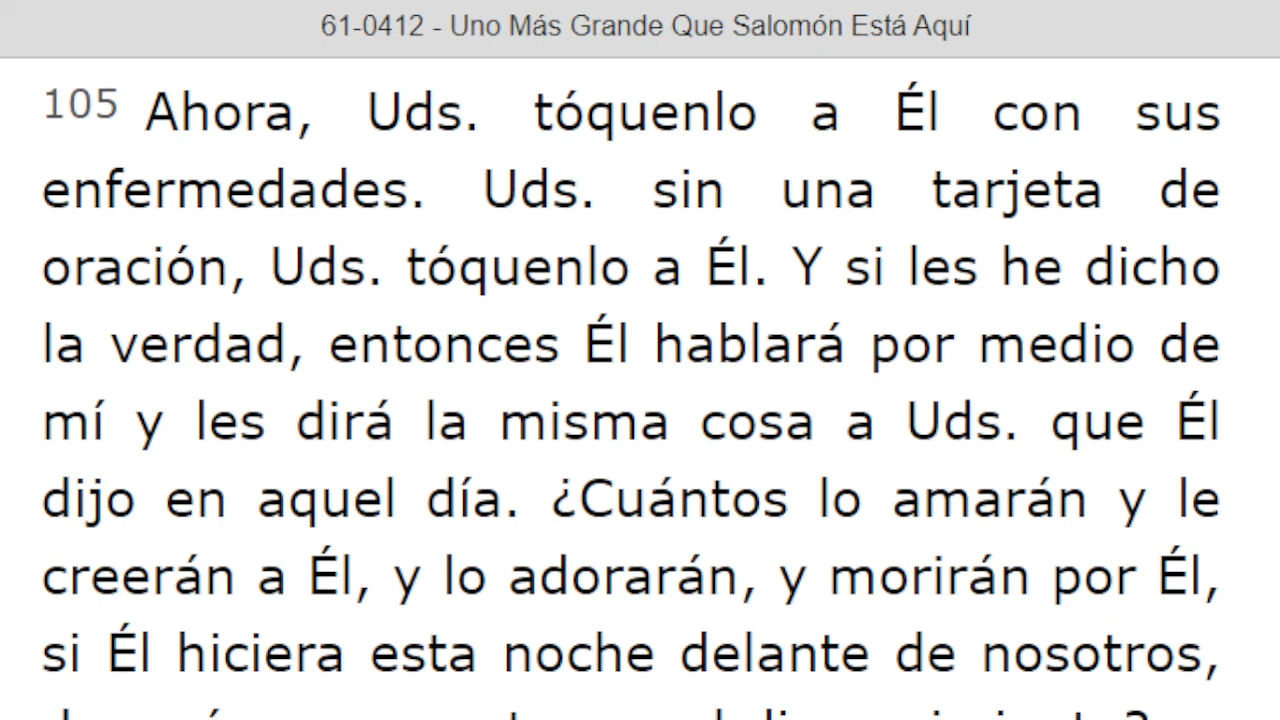 61-0412 - Uno Más Grande Que Salomón Está Aquí
105 Ahora, Uds. tóquenlo a Él con sus
enfermedades. Uds. sin una tarjeta de
oración, Uds. tóquenlo a Él. Y si les he dicho
la verdad, entonces Él hablará por medio de
mí y les dirá la misma cosa a Uds. que Él
dijo en aquel día. ¿Cuántos lo amarán y le
creerán a Él, y lo adorarán, y morirán por Él,
si Él hiciera esta noche delante de nosotros,